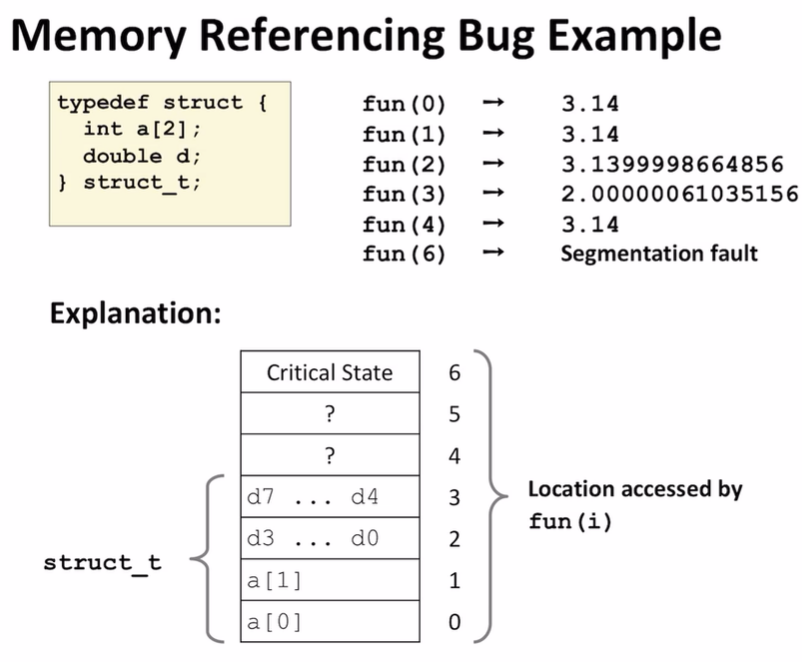 Memory Referencing Bug Example
typedef struct {
int a[2];
double d;
} struct_t;
fun(0) → 3.14
fun(1) → 3.14
fun(2) → 3.1399998664856
fun(3) → 2.00000061035156
fun(4) → 3.14
fun(6) → Segmentation fault
Explanation:
Critical State 6
? 5
? 4
d7 ... d4 3
d3 ... d0 2
a[1] 1
a[0] 0
struct_t
Location accessed by
fun(i)